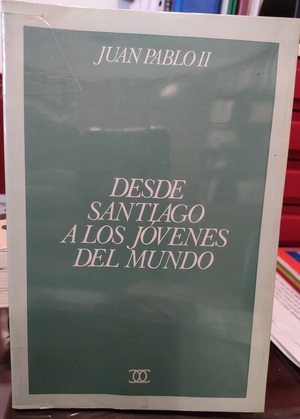 JUAN PABLO II
DESDE
SANTIAGO
A LOS JÓVENES
DEL MUNDO